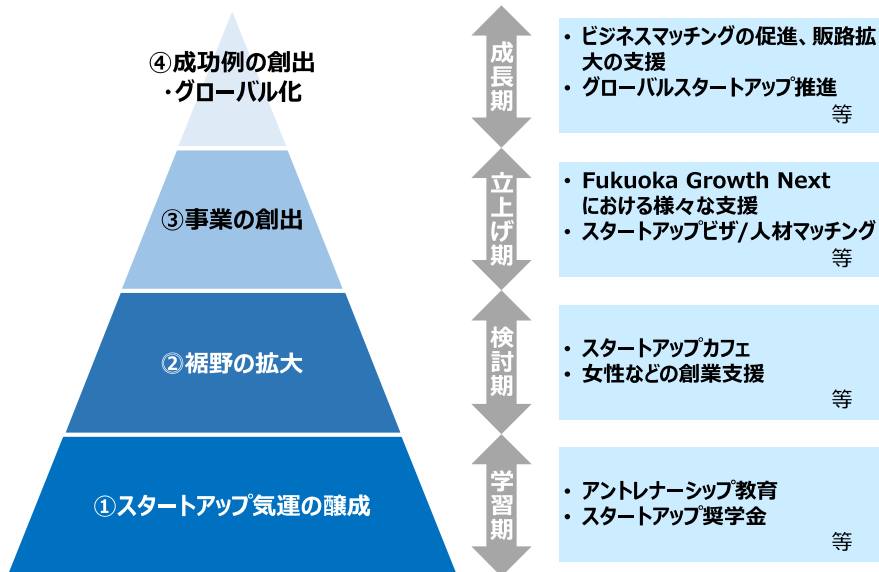 ④成功例の創出
・グローバル化
成長期
・ビジネスマッチングの促進、販路拡
大の支援
・グローバルスタートアップ推進
等
③事業の創出
立上げ期
・Fukuoka Growth Next
における様々な支援
・スタートアップビザ/人材マッチング
等
②裾野の拡大
検討期
・スタートアップカフェ
・女性などの創業支援
等
①スタートアップ気運の醸成
学習期
・アントレナーシップ教育
・スタートアップ奨学金
等